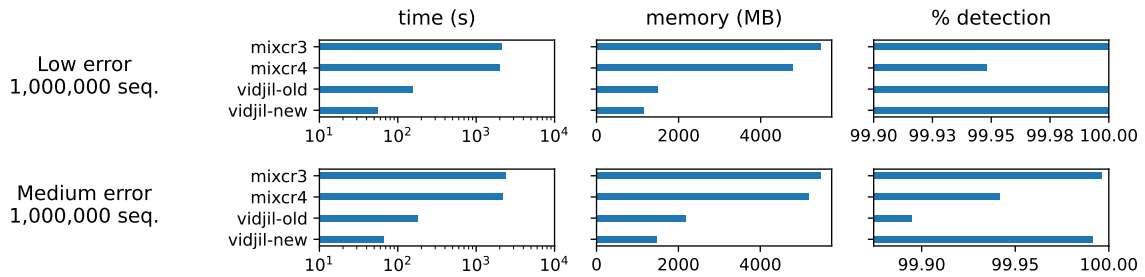 time (s)
memory (MB)
% detection
Low error
1,000,000 seq.
mixcr3
mixcr4
vidjil-old
vidjil-new
10¹ 10² 10³ 10⁴
0 2000 4000
99.90 99.93 99.95 99.98 100.00
Medium error
1,000,000 seq.
mixcr3
mixcr4
vidjil-old
vidjil-new
10¹ 10² 10³ 10⁴
0 2000 4000
99.90 99.95 100.00